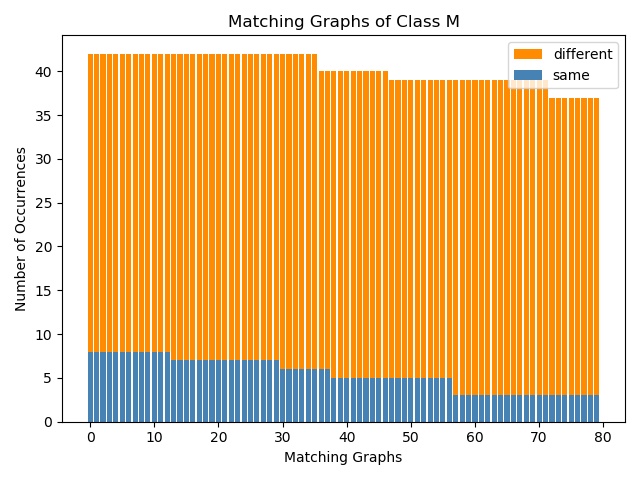 Matching Graphs of Class M
different
same
Number of Occurrences
40
35
30
25
20
15
10
5
0
0 10 20 30 40 50 60 70 80
Matching Graphs